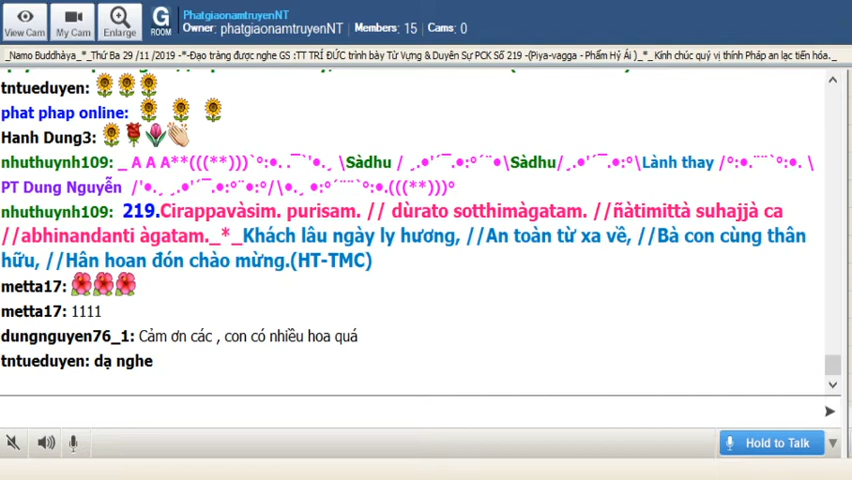 PhatgiaonamtruyenNT
Owner: phatgiaonamtruyenNT Members: 15 Cams: 0
View Cam My Cam Enlarge G ROOM
_Namo Buddhàya_*_Thứ Ba 29 /11 /2019 -*-Đạo tràng được nghe GS :TT TRÍ ĐỨC trình bày Từ Vựng & Duyên Sự PCK Số 219 -(Piya-vagga - Phẩm Hỷ Ái )_*_ Kính chúc quý vị thính Pháp an lạc tiến hóa._
tntueduyen:
phat phap online:
Hanh Dung3:
nhuthuynh109: _ A A A**(((**)))`°:•. .¯`'•.¸ \Sàdhu / ¸.•'´¯.•:°´¨•\Sàdhu/¸.•'´¯.•:°\Lành thay /°:•.¨¨`°:•. \
PT Dung Nguyễn /'•.¸ ¸.•'´¯.•:°¨•:°/\•.¸ •:°´¨¨`°:•.(((**)))°
nhuthuynh109: 219.Cirappavàsim. purisam. // dùrato sotthimàgatam. //ñàtimittà suhajjà ca
//abhinandanti àgatam._*_Khách lâu ngày ly hương, //An toàn từ xa về, //Bà con cùng thân
hữu, //Hân hoan đón chào mừng.(HT-TMC)
metta17:
metta17: 1111
dungnguyen76_1: Cảm ơn các , con có nhiều hoa quá
tntueduyen: dạ nghe
Hold to Talk